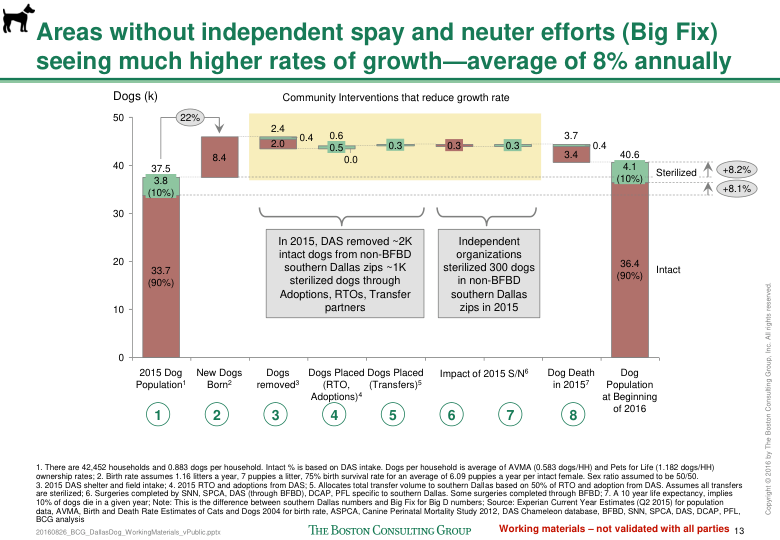 Areas without independent spay and neuter efforts (Big Fix)
seeing much higher rates of growth—average of 8% annually
Dogs (k)
Community Interventions that reduce growth rate
50
40
30
20
10
0
22%
37.5
3.8
(10%)
33.7
(90%)
8.4
2.4
0.4
2.0
0.6
0.5
0.0
0.3
0.3
0.3
3.7
0.4
3.4
40.6
4.1
(10%)
36.4
(90%)
Sterilized
Intact
+8.2%
+8.1%
In 2015, DAS removed ~2K
intact dogs from non-BFBD
southern Dallas zips ~1K
sterilized dogs through
Adoptions, RTOs, Transfer
partners
Independent
organizations
sterilized 300 dogs
in non-BFBD
southern Dallas
zips in 2015
2015 Dog
Population¹
New Dogs
Born²
Dogs
removed³
Dogs Placed
(RTO,
Adoptions)⁴
Dogs Placed
(Transfers)⁵
Impact of 2015 S/N⁶
Dog Death
in 2015⁷
Dog
Population
at Beginning
of 2016
1
2
3
4
5
6
7
8
1. There are 42,452 households and 0.883 dogs per household. Intact % is based on DAS intake. Dogs per household is average of AVMA (0.583 dogs/HH) and Pets for Life (1.182 dogs/HH)
ownership rates; 2. Birth rate assumes 1.16 litters a year, 7 puppies a litter, 75% birth survival rate for an average of 6.09 puppies a year per intact female. Sex ratio assumed to be 50/50.
3. 2015 DAS shelter and field intake; 4. 2015 RTO and adoptions from DAS; 5. Allocates total transfer volume to southern Dallas based on 50% of RTO and adoption from DAS. Assumes all transfers
are sterilized; 6. Surgeries completed by SNN, SPCA, DAS (through BFBD), DCAP, PFL specific to southern Dallas. Some surgeries completed through BFBD; 7. A 10 year life expectancy, implies
10% of dogs die in a given year; Note: This is the difference between southern Dallas numbers and Big Fix for Big D numbers; Source: Experian Current Year Estimates (Q2 2015) for population
data, AVMA, Birth and Death Rate Estimates of Cats and Dogs 2004 for birth rate, ASPCA, Canine Perinatal Mortality Study 2012, DAS Chameleon database, BFBD, SNN, SPCA, DAS, DCAP, PFL,
BCG analysis
20160826_BCG_DallasDog_WorkingMaterials_vPublic.pptx
THE BOSTON CONSULTING GROUP
Working materials – not validated with all parties
13
Copyright © 2016 by The Boston Consulting Group, Inc. All rights reserved.